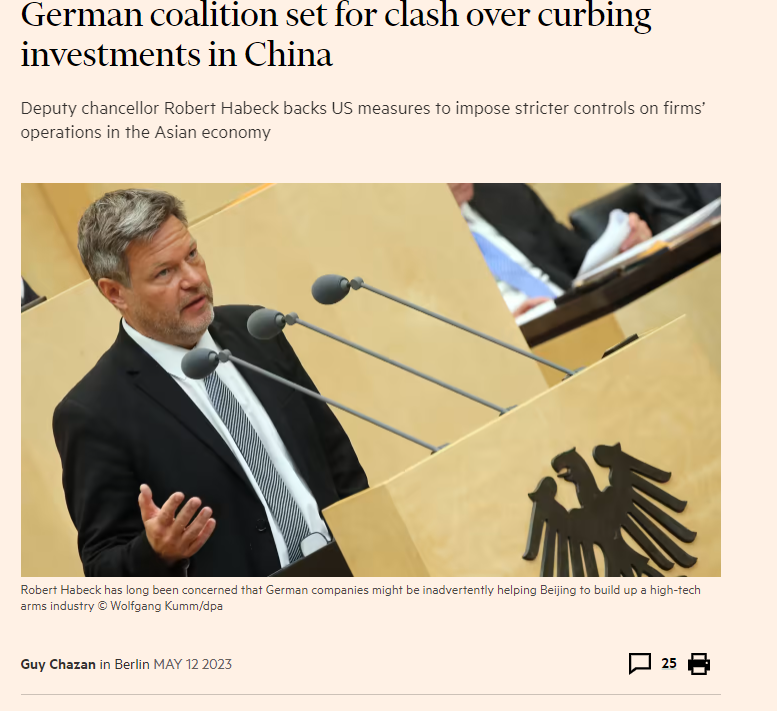 German coalition set for clash over curbing
investments in China
Deputy chancellor Robert Habeck backs US measures to impose stricter controls on firms’
operations in the Asian economy
Robert Habeck has long been concerned that German companies might be inadvertently helping Beijing to build up a high-tech
arms industry © Wolfgang Kumm/dpa
Guy Chazan in Berlin MAY 12 2023
25